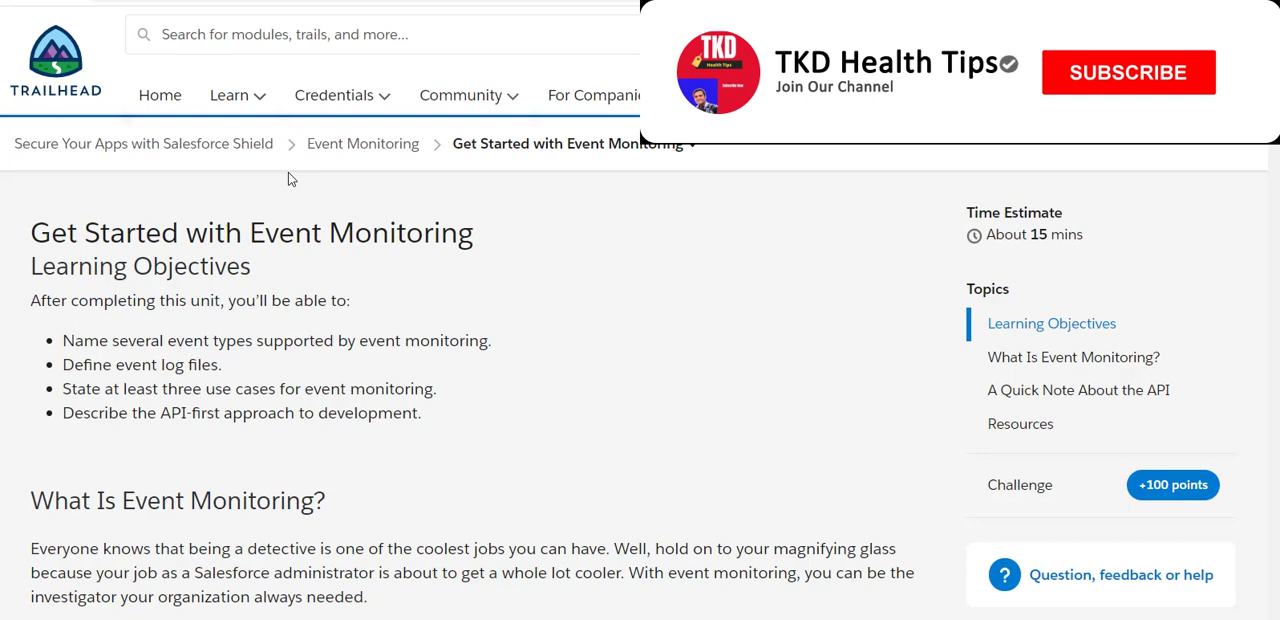 Search for modules, trails, and more...
TRAILHEAD
Home
Learn
Credentials
Community
For Compani
TKD
Health Tips
Subscribe Now
TKD Health Tips
Join Our Channel
SUBSCRIBE
Secure Your Apps with Salesforce Shield
Event Monitoring
Get Started with Event Monitoring
Get Started with Event Monitoring
Learning Objectives
After completing this unit, you'll be able to:
• Name several event types supported by event monitoring.
• Define event log files.
• State at least three use cases for event monitoring.
• Describe the API-first approach to development.
What Is Event Monitoring?
Everyone knows that being a detective is one of the coolest jobs you can have. Well, hold on to your magnifying glass
because your job as a Salesforce administrator is about to get a whole lot cooler. With event monitoring, you can be the
investigator your organization always needed.
Time Estimate
About 15 mins
Topics
Learning Objectives
What Is Event Monitoring?
A Quick Note About the API
Resources
Challenge
+100 points
? Question, feedback or help